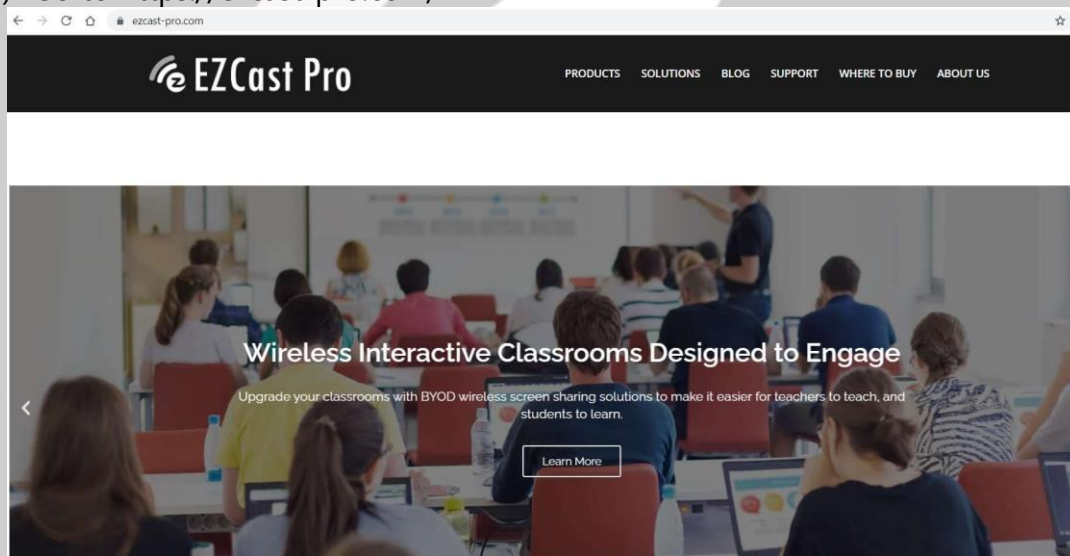 ezcast-pro.com
EZCast Pro
PRODUCTS SOLUTIONS BLOG SUPPORT WHERE TO BUY ABOUT US
Wireless Interactive Classrooms Designed to Engage
Upgrade your classrooms with BYOD wireless screen sharing solutions to make it easier for teachers to teach, and
students to learn.
Learn More